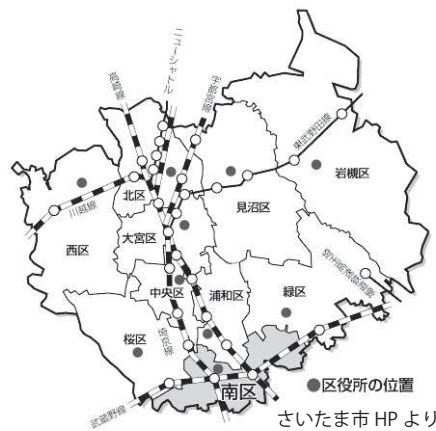 ニューシャトル
高崎線
宇都宮線
東武野田線
岩槻区
北区
見沼区
川越線
西区
大宮区
埼玉高速鉄道線
中央区
浦和区
緑区
桜区
埼京線
南区
●区役所の位置
武蔵野線
さいたま市 HP より